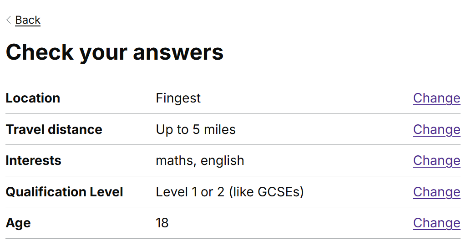 Back
Check your answers
Location Fingest Change
Travel distance Up to 5 miles Change
Interests maths, english Change
Qualification Level Level 1 or 2 (like GCSEs) Change
Age 18 Change